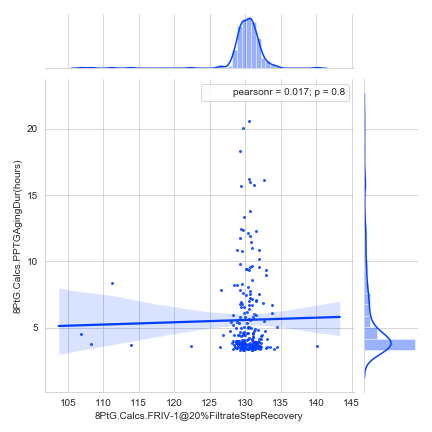 pearsonr = 0.017; p = 0.8
20
15
10
5
8PtG.Calcs.PPTGAgingDur(hours)
105 110 115 120 125 130 135 140 145
8PtG.Calcs.FRIV-1@20%FiltrateStepRecovery